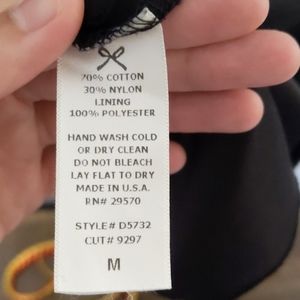 70% COTTON
30% NYLON
LINING
100% POLYESTER
HAND WASH COLD
OR DRY CLEAN
DO NOT BLEACH
LAY FLAT TO DRY
MADE IN U.S.A.
RN# 29570
STYLE# D5732
CUT# 9297
M